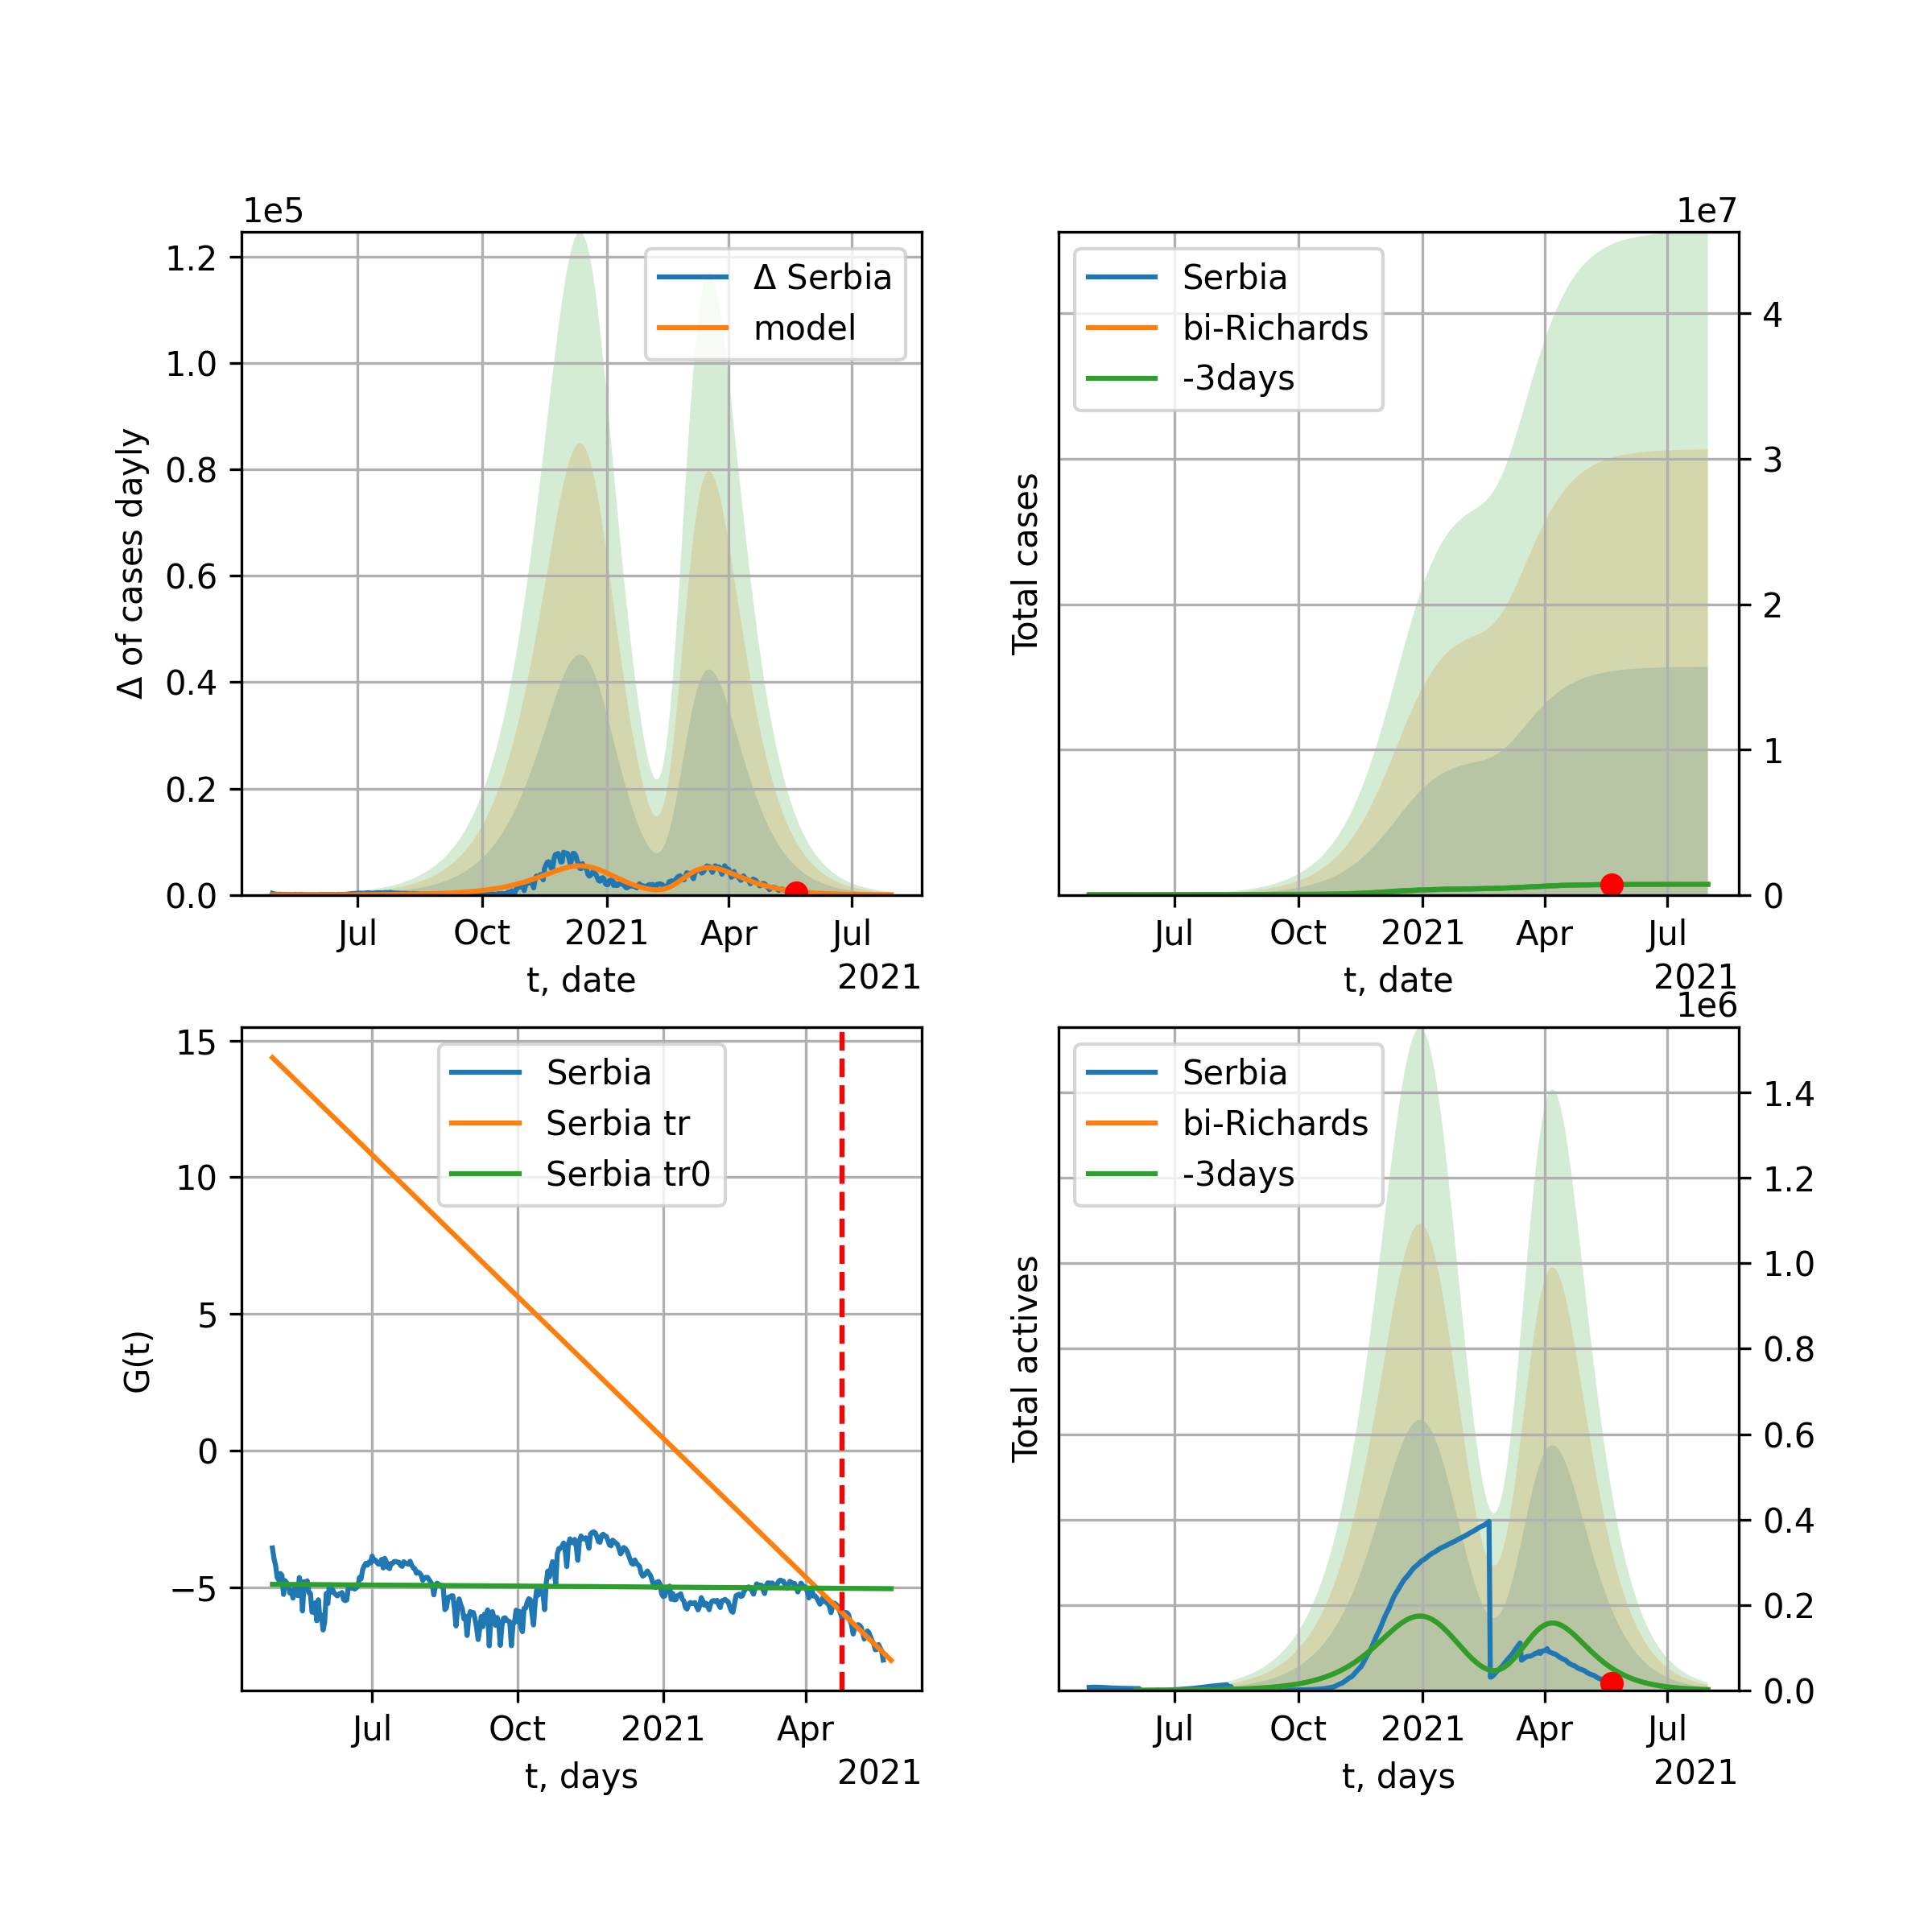 1e5
1.2
1.0
0.8
0.6
0.4
0.2
0.0
Δ of cases dayly
Δ Serbia
model
Jul
Oct
2021
Apr
Jul
t, date
2021
1e7
Total cases
Serbia
bi-Richards
-3days
4
3
2
1
0
Jul
Oct
2021
Apr
Jul
t, date
2021
15
10
5
0
−5
G(t)
Serbia
Serbia tr
Serbia tr0
Jul
Oct
2021
Apr
t, days
2021
1e6
Total actives
Serbia
bi-Richards
-3days
1.4
1.2
1.0
0.8
0.6
0.4
0.2
0.0
Jul
Oct
2021
Apr
Jul
t, days
2021